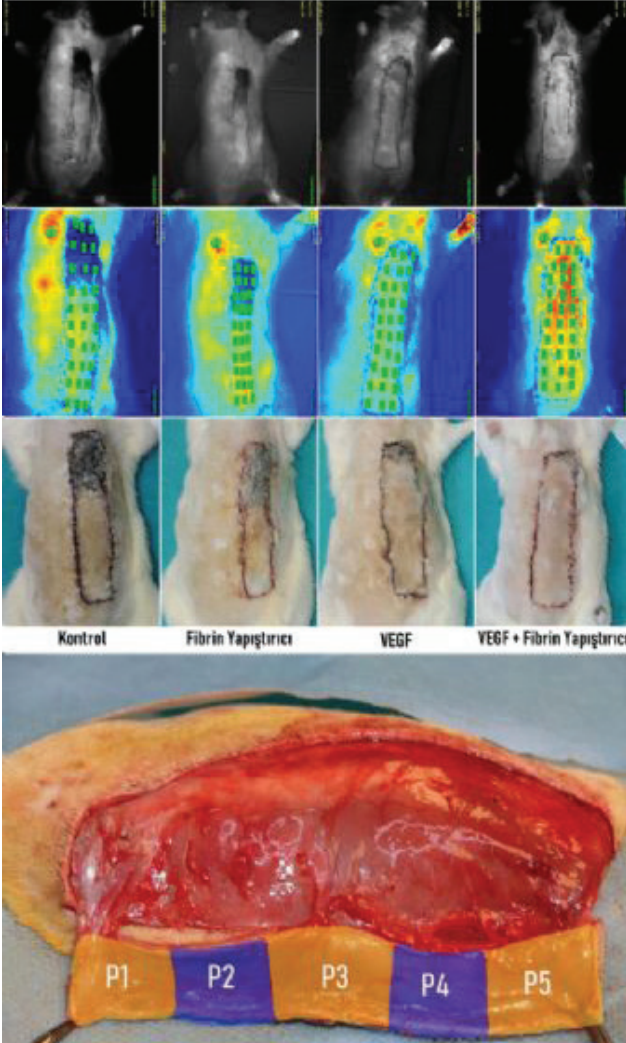 Kontrol Fibrin Yapıştırıcı VEGF VEGF + Fibrin Yapıştırıcı
P1 P2 P3 P4 P5